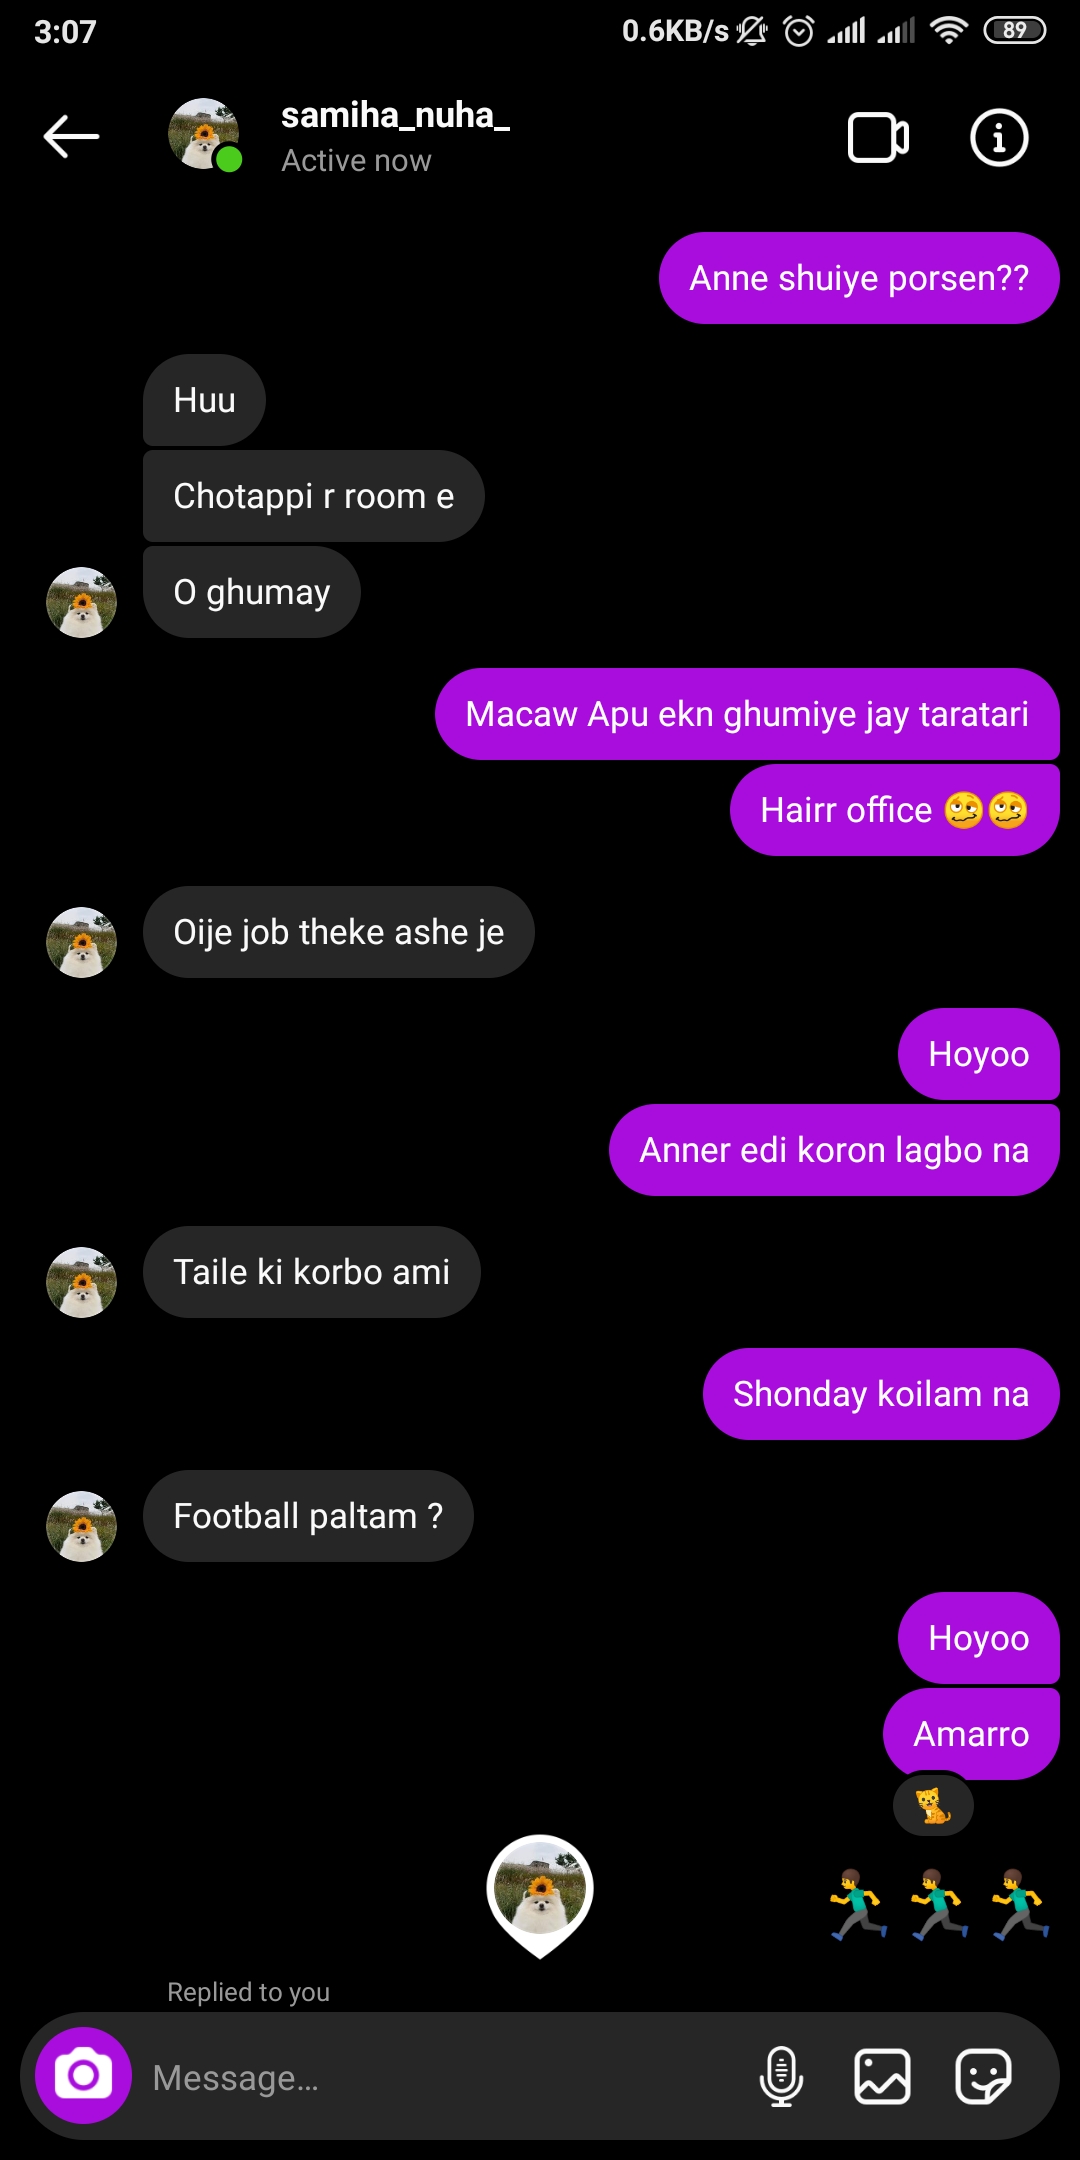 3:07 0.6KB/s 89
samiha_nuha_
Active now
Anne shuiye porsen??
Huu
Chotappi r room e
O ghumay
Macaw Apu ekn ghumiye jay taratari
Hairr office 🥴🥴
Oije job theke ashe je
Hoyoo
Anner edi koron lagbo na
Taile ki korbo ami
Shonday koilam na
Football paltam ?
Hoyoo
Amarro
🐈
🏃‍♂️🏃‍♂️🏃‍♂️
Replied to you
Message...